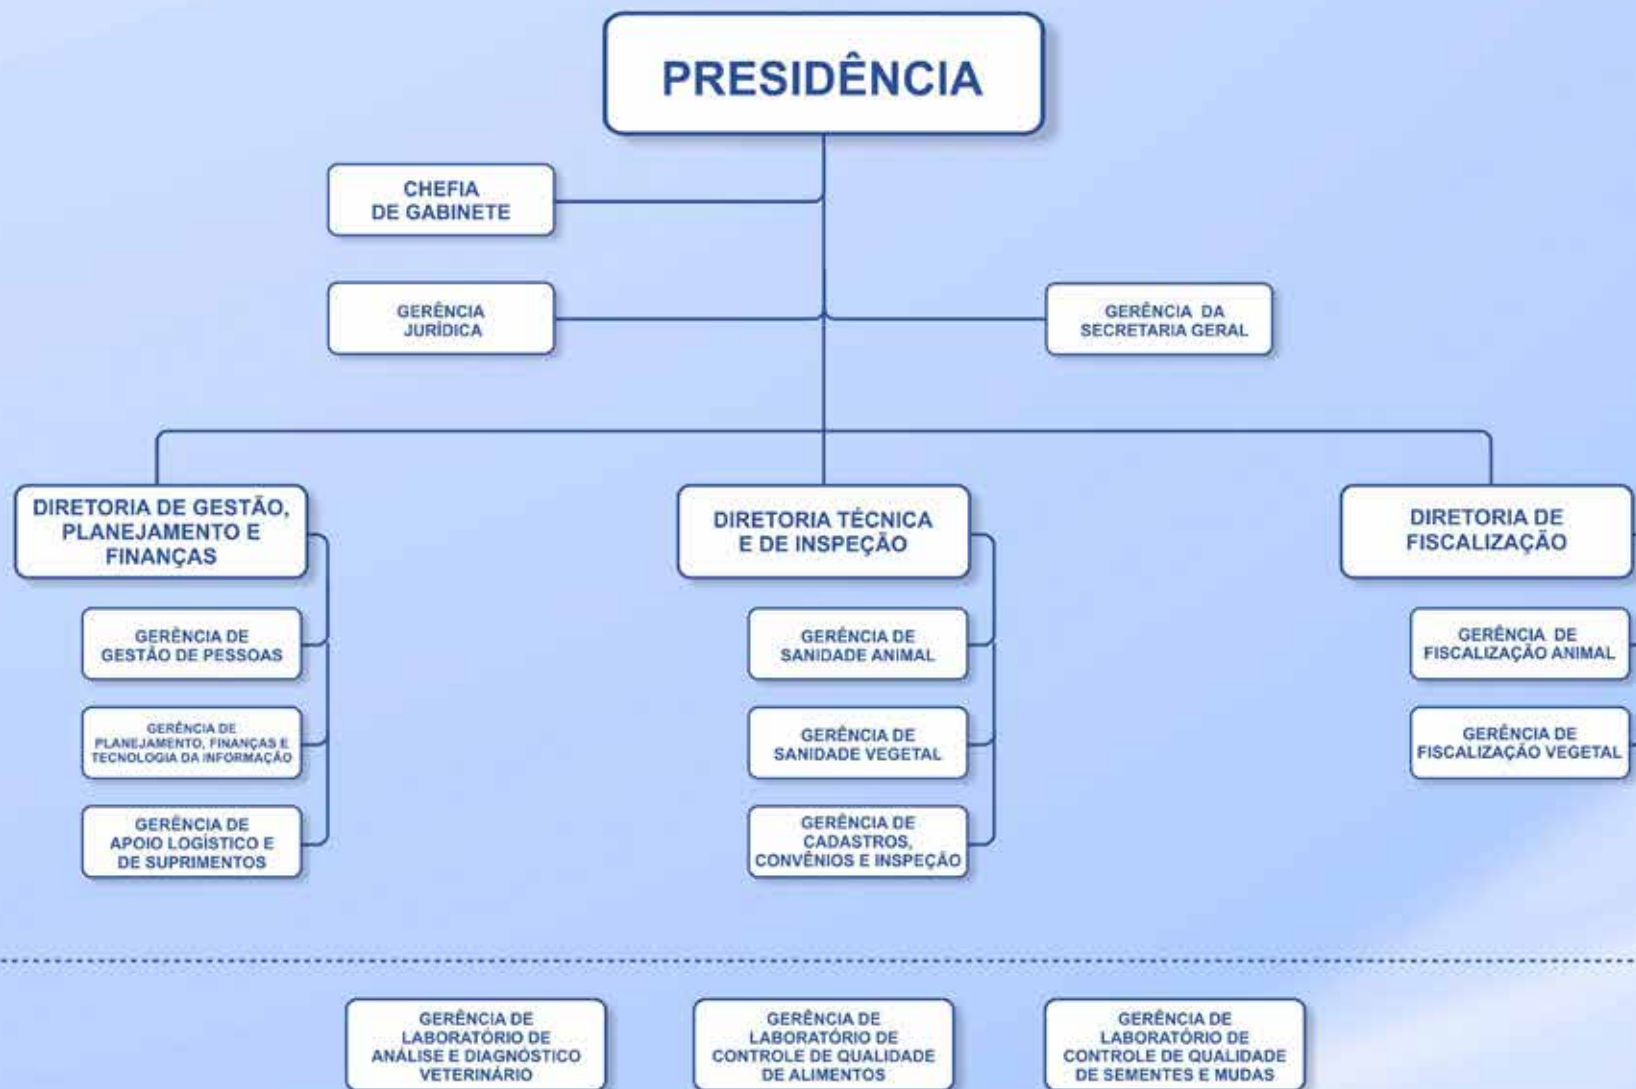 PRESIDÊNCIA
CHEFIA
DE GABINETE
GERÊNCIA
JURÍDICA
GERÊNCIA DA
SECRETARIA GERAL
DIRETORIA DE GESTÃO,
PLANEJAMENTO E
FINANÇAS
GERÊNCIA DE
GESTÃO DE PESSOAS
GERÊNCIA DE
PLANEJAMENTO, FINANÇAS E
TECNOLOGIA DA INFORMAÇÃO
GERÊNCIA DE
APOIO LOGÍSTICO E
DE SUPRIMENTOS
DIRETORIA TÉCNICA
E DE INSPEÇÃO
GERÊNCIA DE
SANIDADE ANIMAL
GERÊNCIA DE
SANIDADE VEGETAL
GERÊNCIA DE
CADASTROS,
CONVÊNIOS E INSPEÇÃO
DIRETORIA DE
FISCALIZAÇÃO
GERÊNCIA DE
FISCALIZAÇÃO ANIMAL
GERÊNCIA DE
FISCALIZAÇÃO VEGETAL
GERÊNCIA DE
LABORATÓRIO DE
ANÁLISE E DIAGNÓSTICO
VETERINÁRIO
GERÊNCIA DE
LABORATÓRIO DE
CONTROLE DE QUALIDADE
DE ALIMENTOS
GERÊNCIA DE
LABORATÓRIO DE
CONTROLE DE QUALIDADE
DE SEMENTES E MUDAS